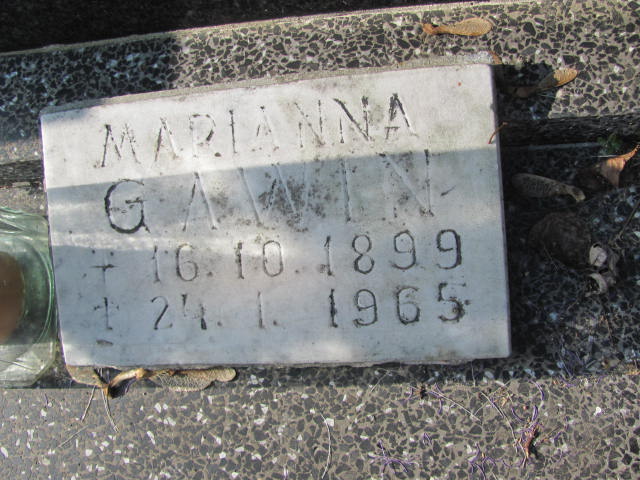 MARIANNA
GAWIN
+ 16.10.1899
+ 24.1.1965